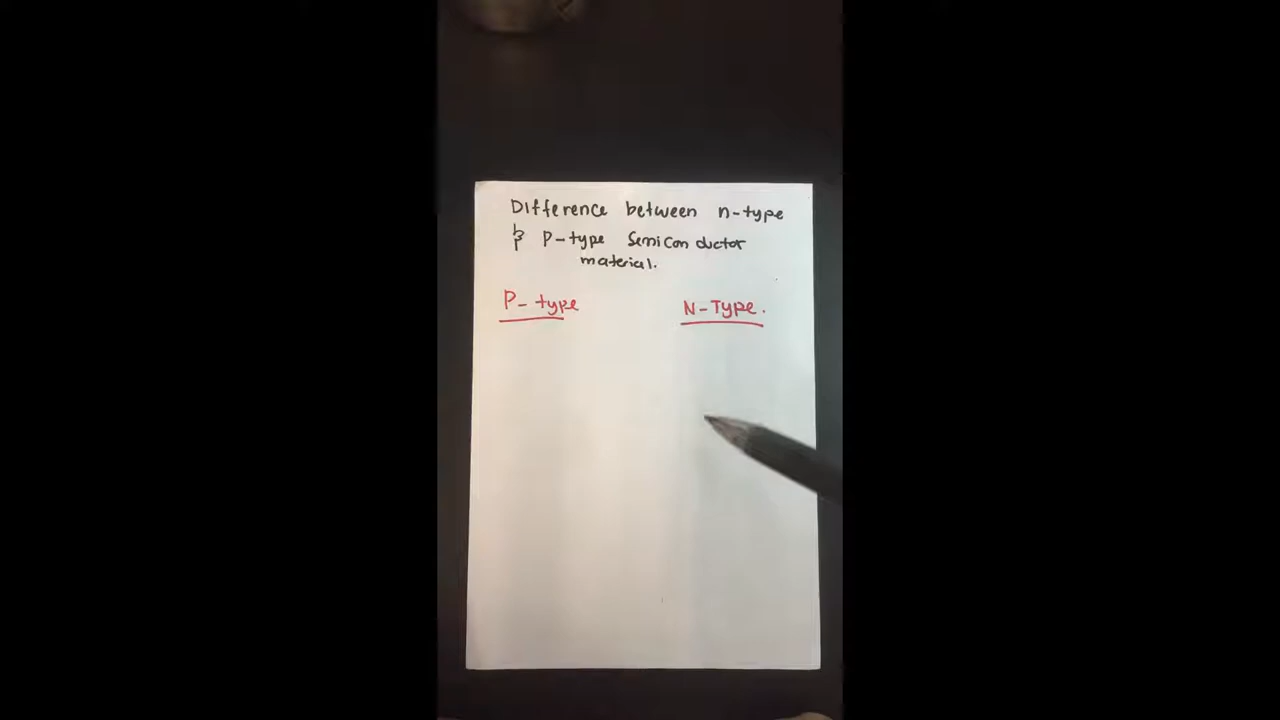 Difference between n-type
& P-type Semiconductor
material.
P-type N-Type.